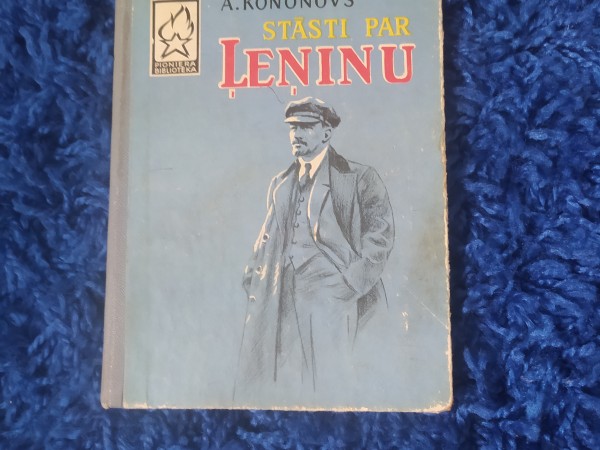 A. KONONOVS
STĀSTI PAR
ĻEŅINU
PIONIERA
BIBLIOTĒKA